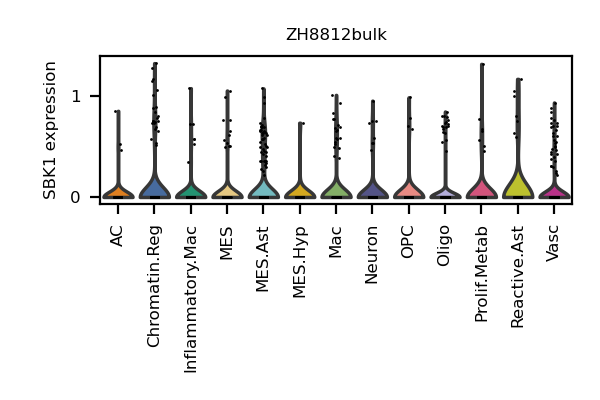 ZH8812bulk
SBK1 expression
1
0
AC
Chromatin.Reg
Inflammatory.Mac
MES
MES.Ast
MES.Hyp
Mac
Neuron
OPC
Oligo
Prolif.Metab
Reactive.Ast
Vasc